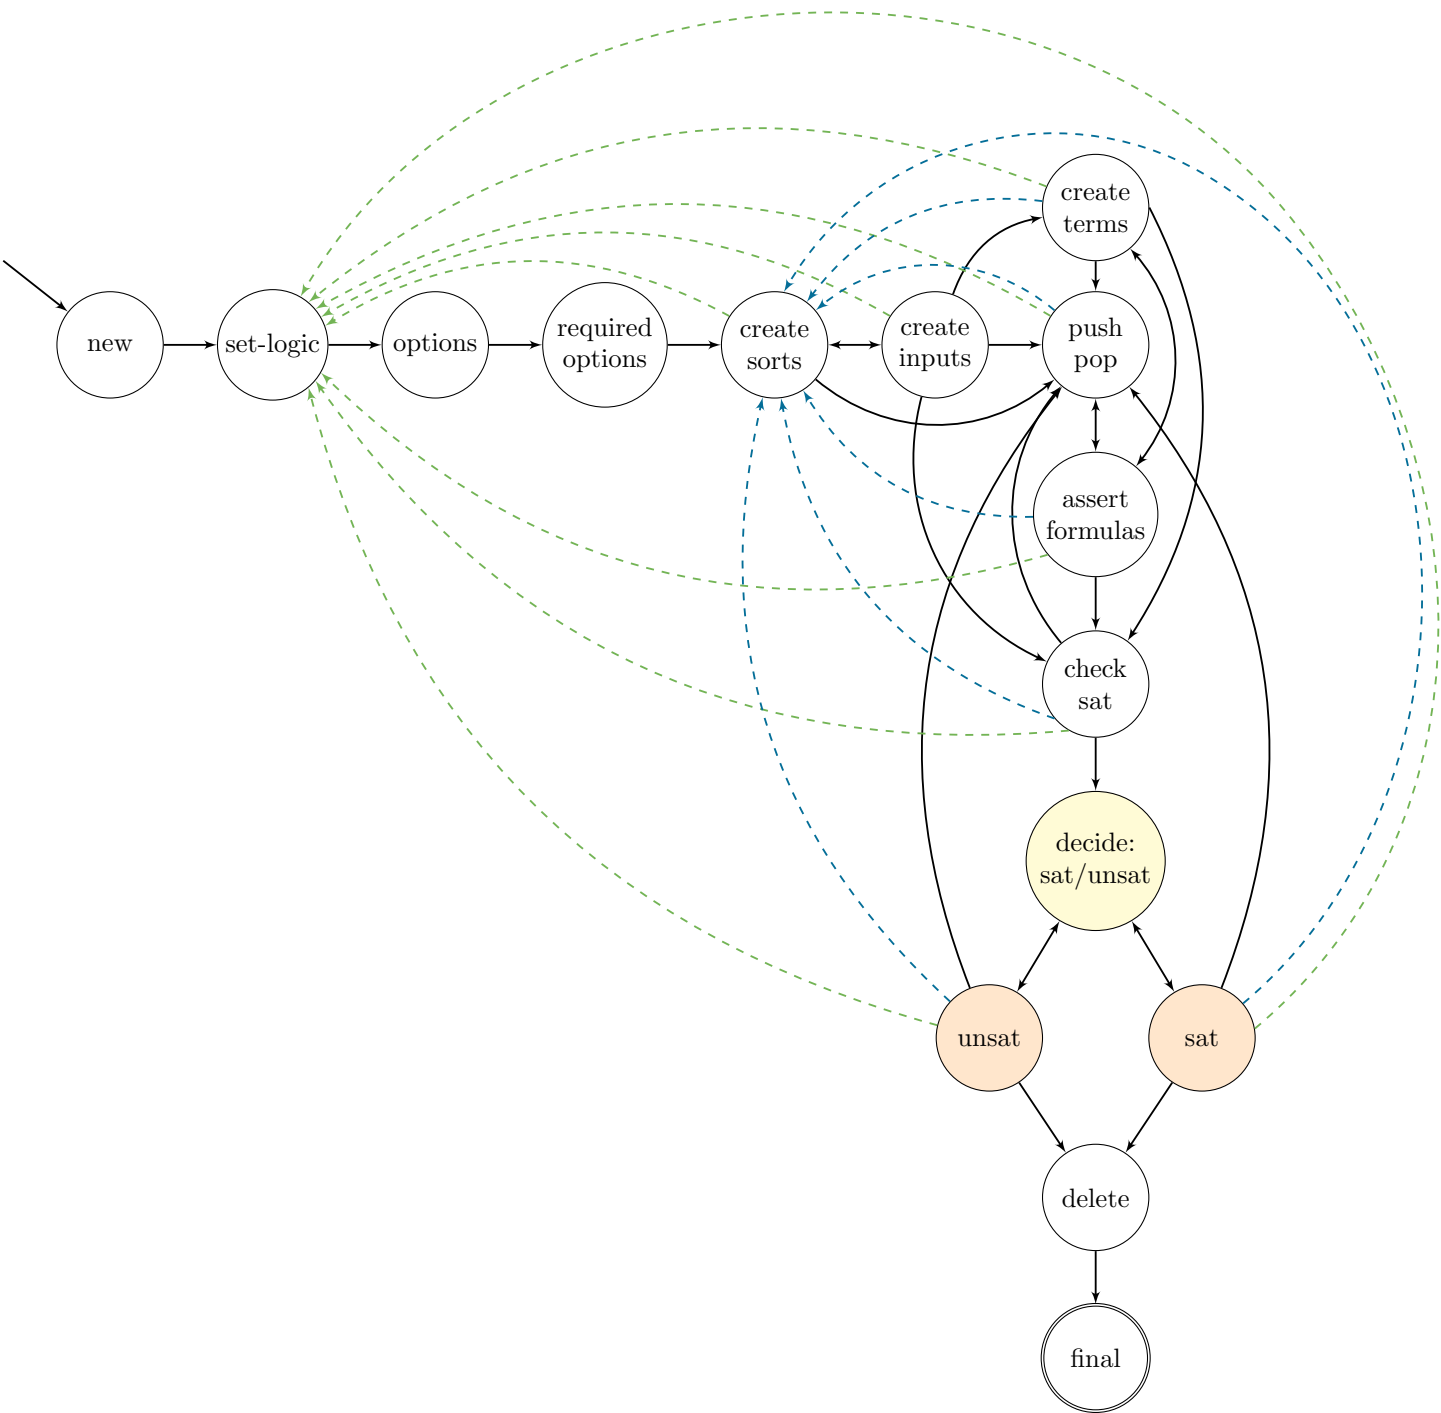 create
terms
new
set-logic
options
required
options
create
sorts
create
inputs
push
pop
assert
formulas
check
sat
decide:
sat/unsat
unsat
sat
delete
final